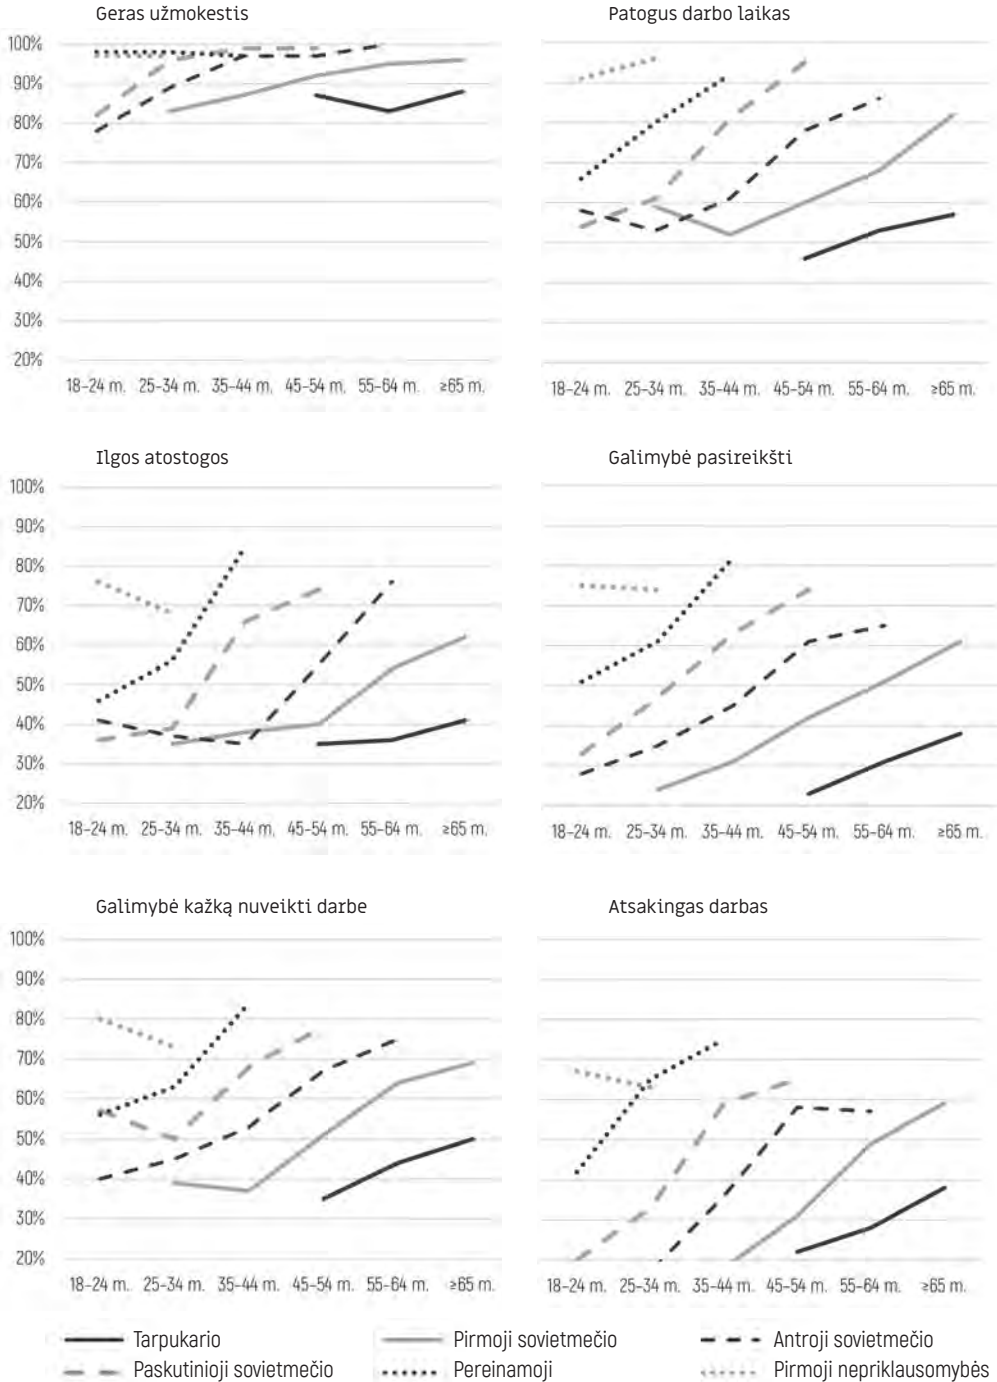 Geras užmokestis
Patogus darbo laikas
100%
90%
80%
70%
60%
50%
40%
30%
20%
18–24 m. 25–34 m. 35–44 m. 45–54 m. 55–64 m. ≥65 m.
18–24 m. 25–34 m. 35–44 m. 45–54 m. 55–64 m. ≥65 m.
Ilgos atostogos
Galimybė pasireikšti
100%
90%
80%
70%
60%
50%
40%
30%
20%
18–24 m. 25–34 m. 35–44 m. 45–54 m. 55–64 m. ≥65 m.
18–24 m. 25–34 m. 35–44 m. 45–54 m. 55–64 m. ≥65 m.
Galimybė kažką nuveikti darbe
Atsakingas darbas
100%
90%
80%
70%
60%
50%
40%
30%
20%
18–24 m. 25–34 m. 35–44 m. 45–54 m. 55–64 m. ≥65 m.
18–24 m. 25–34 m. 35–44 m. 45–54 m. 55–64 m. ≥65 m.
Tarpukario
Pirmoji sovietmečio
Antroji sovietmečio
Paskutinioji sovietmečio
Pereinamoji
Pirmoji nepriklausomybės